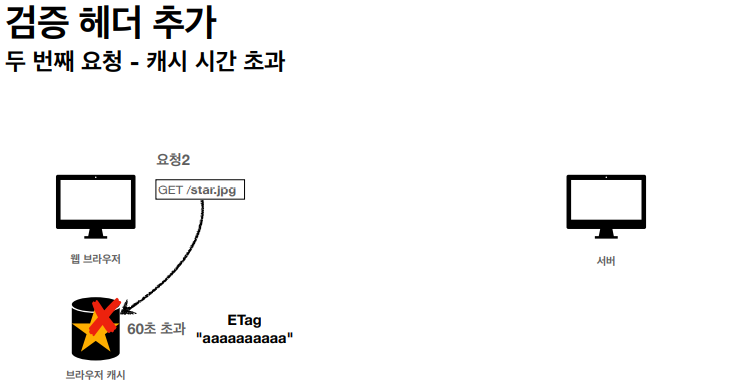 검증 헤더 추가
두 번째 요청 - 캐시 시간 초과
요청2
GET /star.jpg
웹 브라우저
서버
60초 초과
ETag
"aaaaaaaaaa"
브라우저 캐시